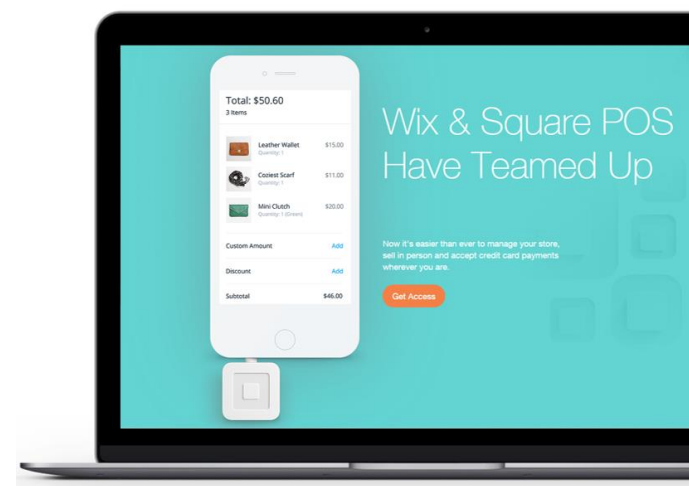 Total: $50.60
3 Items
Leather Wallet $15.00
Quantity: 1
Coziest Scarf $11.00
Quantity: 1
Mini Clutch $20.00
Quantity: 1 (Green)
Custom Amount Add
Discount Add
Subtotal $46.00
Wix & Square POS
Have Teamed Up
Now it's easier than ever to manage your store,
sell in person and accept credit card payments
wherever you are.
Get Access